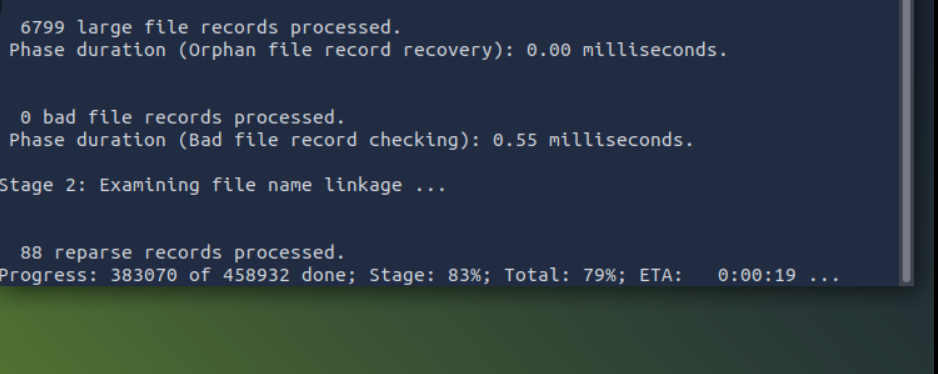 6799 large file records processed.
Phase duration (Orphan file record recovery): 0.00 milliseconds.
0 bad file records processed.
Phase duration (Bad file record checking): 0.55 milliseconds.
Stage 2: Examining file name linkage ...
88 reparse records processed.
Progress: 383070 of 458932 done; Stage: 83%; Total: 79%; ETA:   0:00:19 ...